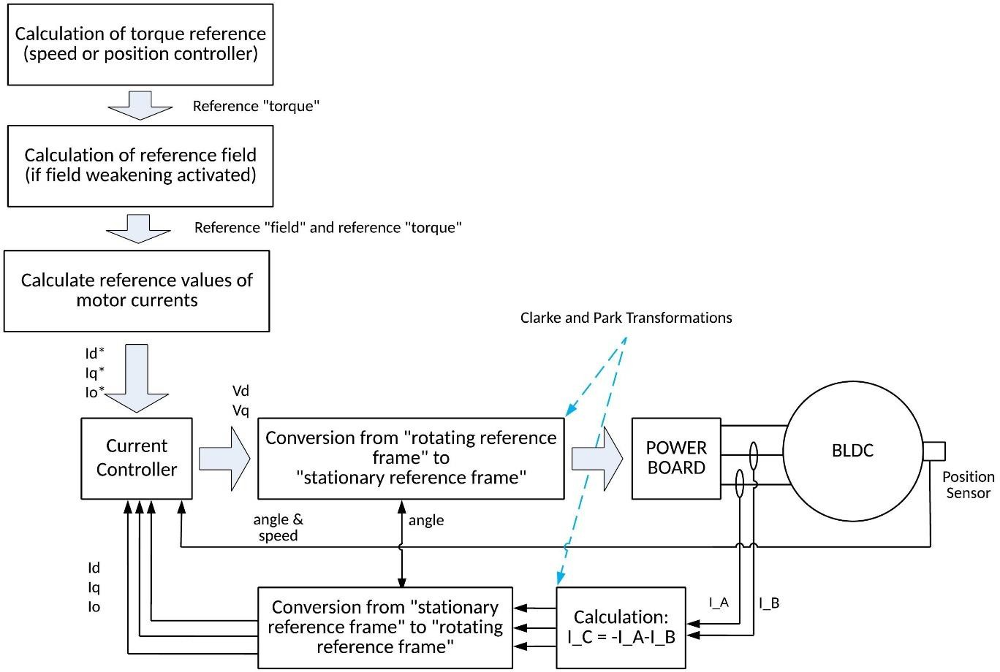 Calculation of torque reference
(speed or position controller)
Reference "torque"
Calculation of reference field
(if field weakening activated)
Reference "field" and reference "torque"
Calculate reference values of
motor currents
Clarke and Park Transformations
Id*
Iq*
Io*
Vd
Vq
Current
Controller
Conversion from "rotating reference
frame" to
"stationary reference frame"
POWER
BOARD
BLDC
Position
Sensor
angle &
speed
angle
Id
Iq
Io
Conversion from "stationary
reference frame" to "rotating
reference frame"
Calculation:
I_C = -I_A-I_B
I_A
I_B